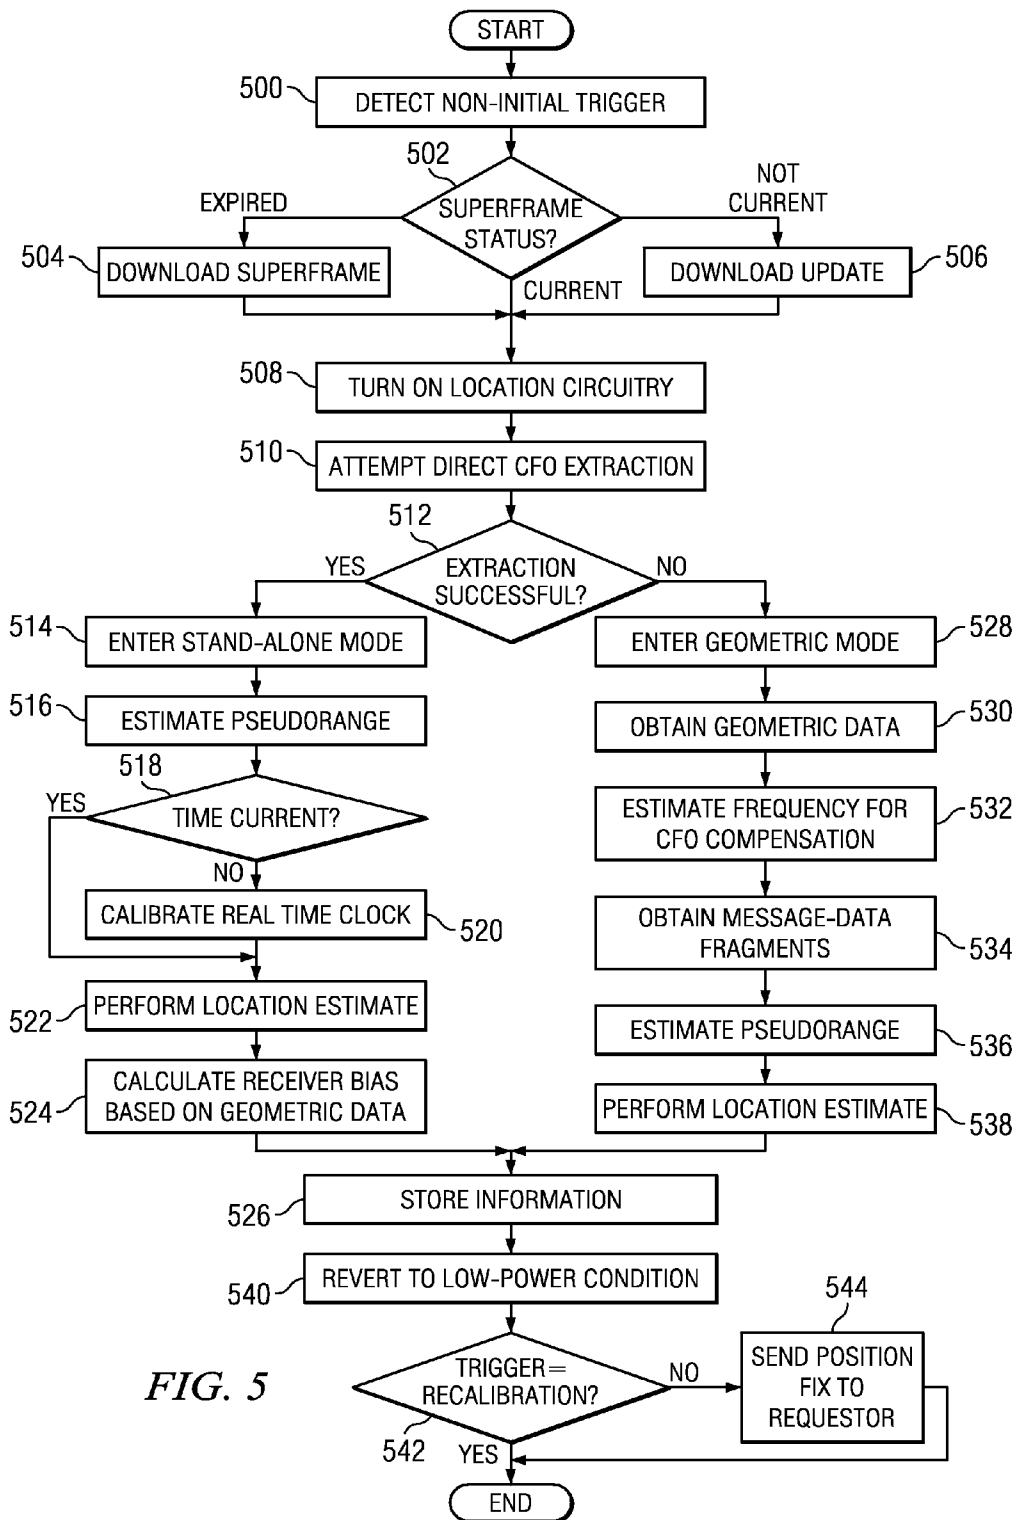 START
500
DETECT NON-INITIAL TRIGGER
502
SUPERFRAME
STATUS?
EXPIRED
NOT
CURRENT
504
DOWNLOAD SUPERFRAME
DOWNLOAD UPDATE
506
CURRENT
508
TURN ON LOCATION CIRCUITRY
510
ATTEMPT DIRECT CFO EXTRACTION
512
EXTRACTION
SUCCESSFUL?
YES
NO
514
ENTER STAND-ALONE MODE
516
ESTIMATE PSEUDORANGE
518
TIME CURRENT?
YES
NO
CALIBRATE REAL TIME CLOCK
520
522
PERFORM LOCATION ESTIMATE
524
CALCULATE RECEIVER BIAS
BASED ON GEOMETRIC DATA
ENTER GEOMETRIC MODE
528
OBTAIN GEOMETRIC DATA
530
ESTIMATE FREQUENCY FOR
CFO COMPENSATION
532
OBTAIN MESSAGE-DATA
FRAGMENTS
534
ESTIMATE PSEUDORANGE
536
PERFORM LOCATION ESTIMATE
538
526
STORE INFORMATION
540
REVERT TO LOW-POWER CONDITION
TRIGGER=
RECALIBRATION?
542
NO
YES
544
SEND POSITION
FIX TO
REQUESTOR
FIG. 5
END